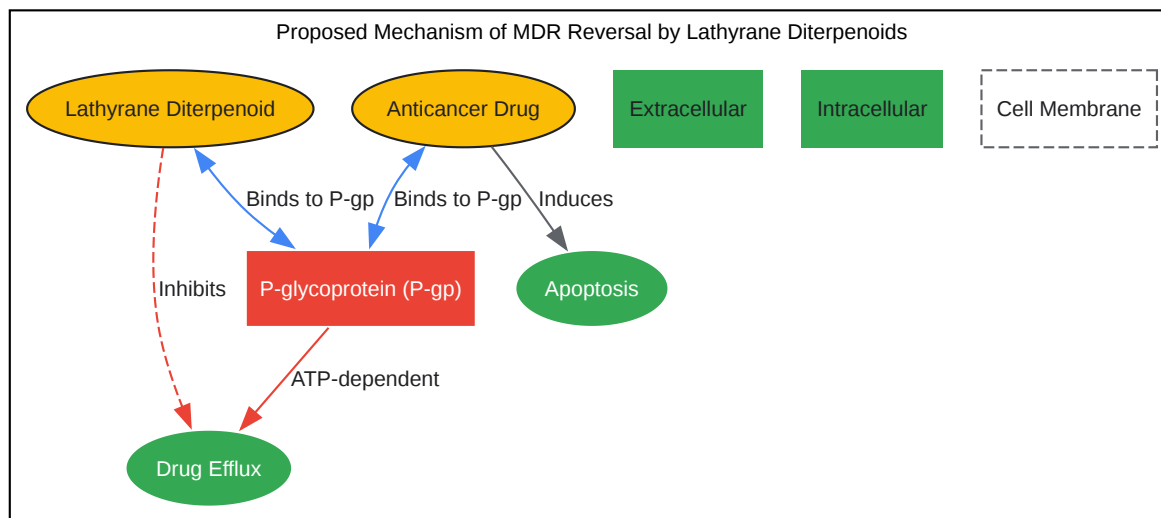 Proposed Mechanism of MDR Reversal by Lathyrane Diterpenoids
Lathyrane Diterpenoid
Anticancer Drug
Extracellular
Intracellular
Cell Membrane
Binds to P-gp
Binds to P-gp
Induces
Inhibits
P-glycoprotein (P-gp)
Apoptosis
ATP-dependent
Drug Efflux